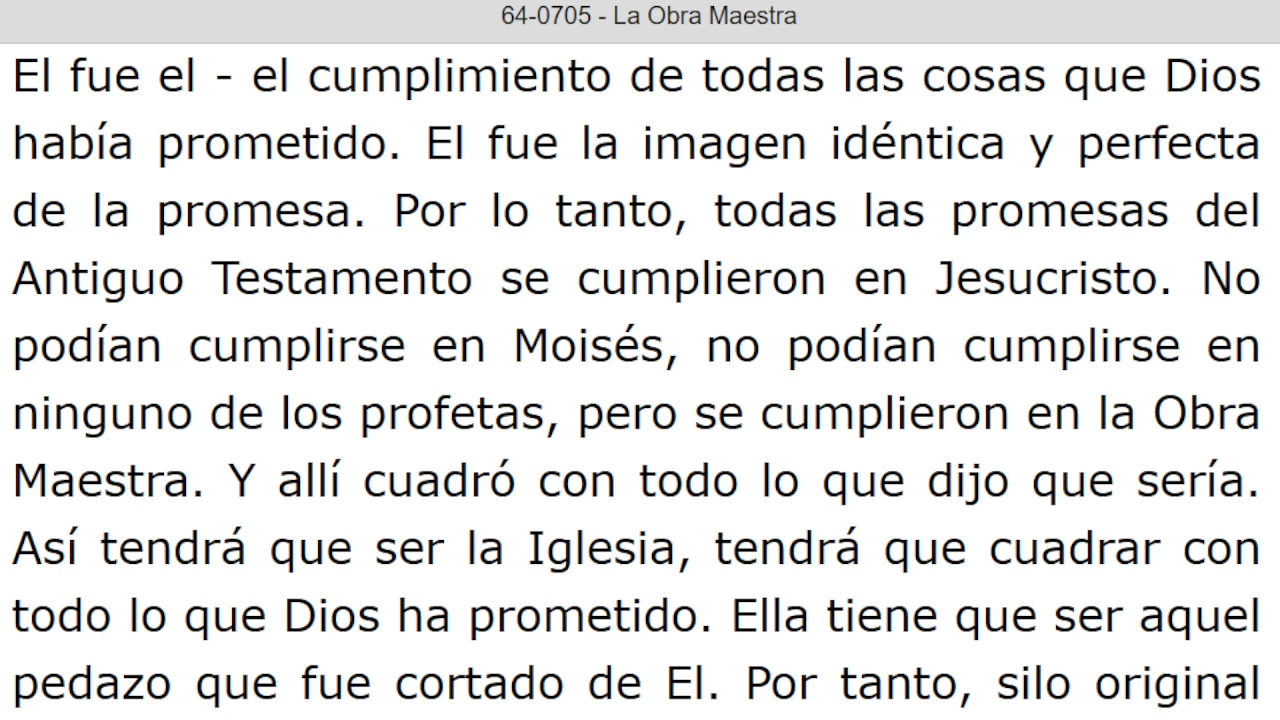 64-0705 - La Obra Maestra
El fue el - el cumplimiento de todas las cosas que Dios
había prometido. El fue la imagen idéntica y perfecta
de la promesa. Por lo tanto, todas las promesas del
Antiguo Testamento se cumplieron en Jesucristo. No
podían cumplirse en Moisés, no podían cumplirse en
ninguno de los profetas, pero se cumplieron en la Obra
Maestra. Y allí cuadró con todo lo que dijo que sería.
Así tendrá que ser la Iglesia, tendrá que cuadrar con
todo lo que Dios ha prometido. Ella tiene que ser aquel
pedazo que fue cortado de El. Por tanto, silo original